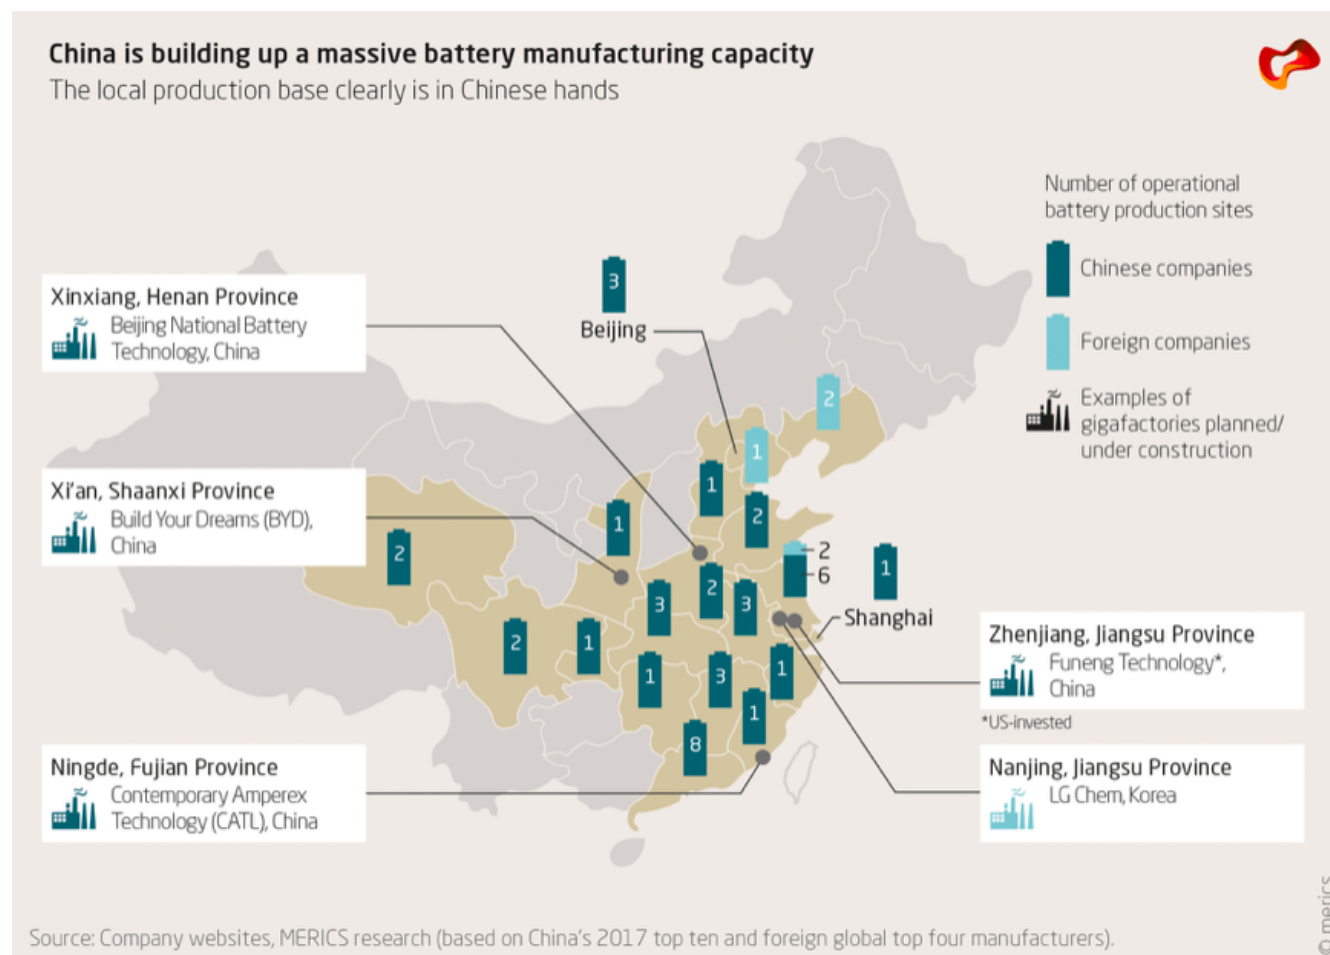 China is building up a massive battery manufacturing capacity
The local production base clearly is in Chinese hands
Number of operational
battery production sites
Chinese companies
Foreign companies
Examples of
gigafactories planned/
under construction
3
Beijing
Xinxiang, Henan Province
Beijing National Battery
Technology, China
2
1
1
2
Xi'an, Shaanxi Province
Build Your Dreams (BYD),
China
1
2
2
6
1
Shanghai
3
2
3
2
1
1
3
1
1
8
Zhenjiang, Jiangsu Province
Funeng Technology*,
China
*US-invested
Ningde, Fujian Province
Contemporary Amperex
Technology (CATL), China
Nanjing, Jiangsu Province
LG Chem, Korea
© merics
Source: Company websites, MERICS research (based on China's 2017 top ten and foreign global top four manufacturers).